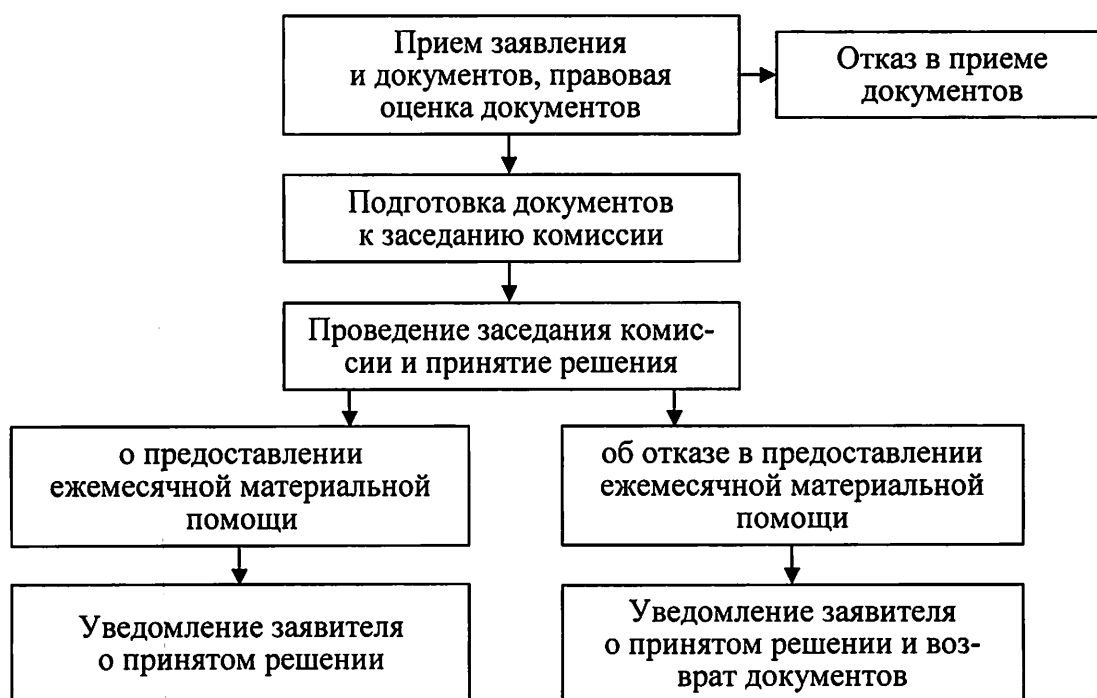 Прием заявления
и документов, правовая
оценка документов
Отказ в приеме
документов
Подготовка документов
к заседанию комиссии
Проведение заседания комис-
сии и принятие решения
о предоставлении
ежемесячной материальной
помощи
об отказе в предоставлении
ежемесячной материальной
помощи
Уведомление заявителя
о принятом решении
Уведомление заявителя
о принятом решении и воз-
врат документов